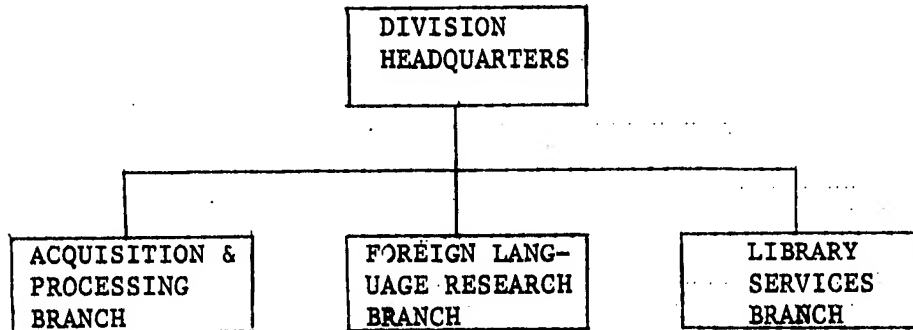 DIVISION
HEADQUARTERS
ACQUISITION &
PROCESSING
BRANCH
FOREIGN LANG-
UAGE RESEARCH
BRANCH
LIBRARY
SERVICES
BRANCH